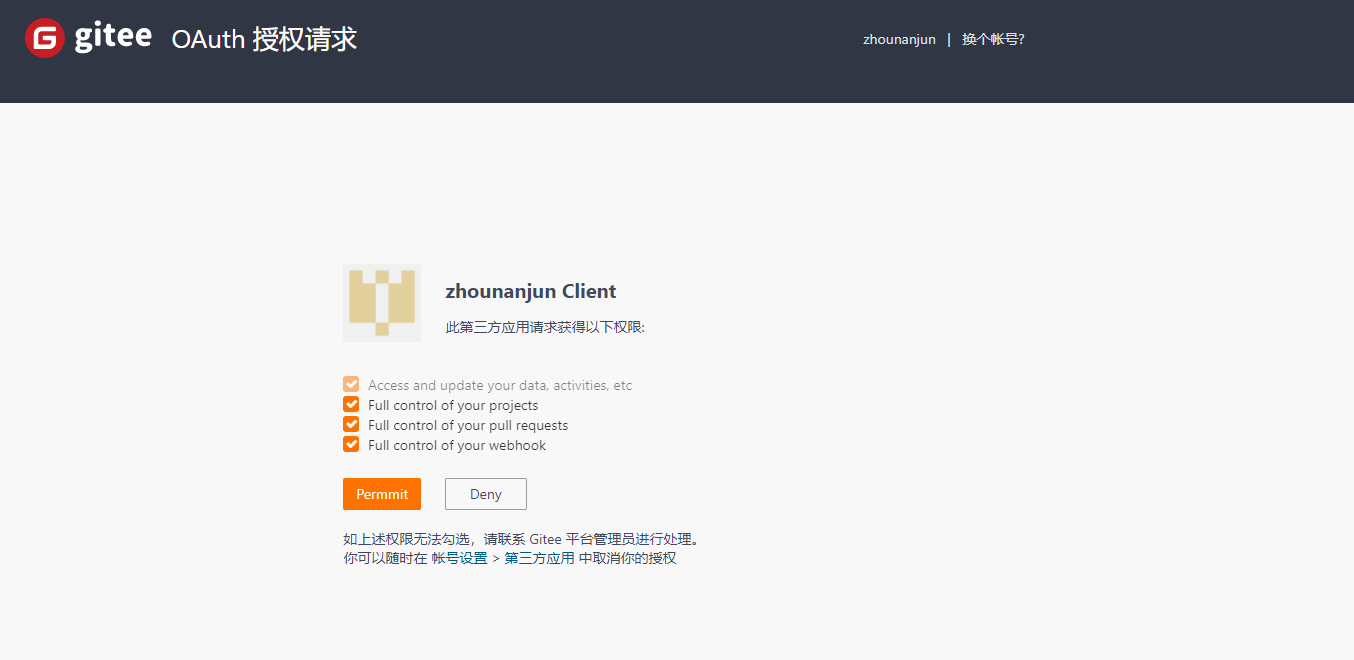 gitee OAuth 授权请求
zhounanjun | 换个帐号?
zhounanjun Client
此第三方应用请求获得以下权限:
Access and update your data, activities, etc
Full control of your projects
Full control of your pull requests
Full control of your webhook
Permmit Deny
如上述权限无法勾选，请联系 Gitee 平台管理员进行处理。
你可以随时在 帐号设置 > 第三方应用 中取消你的授权